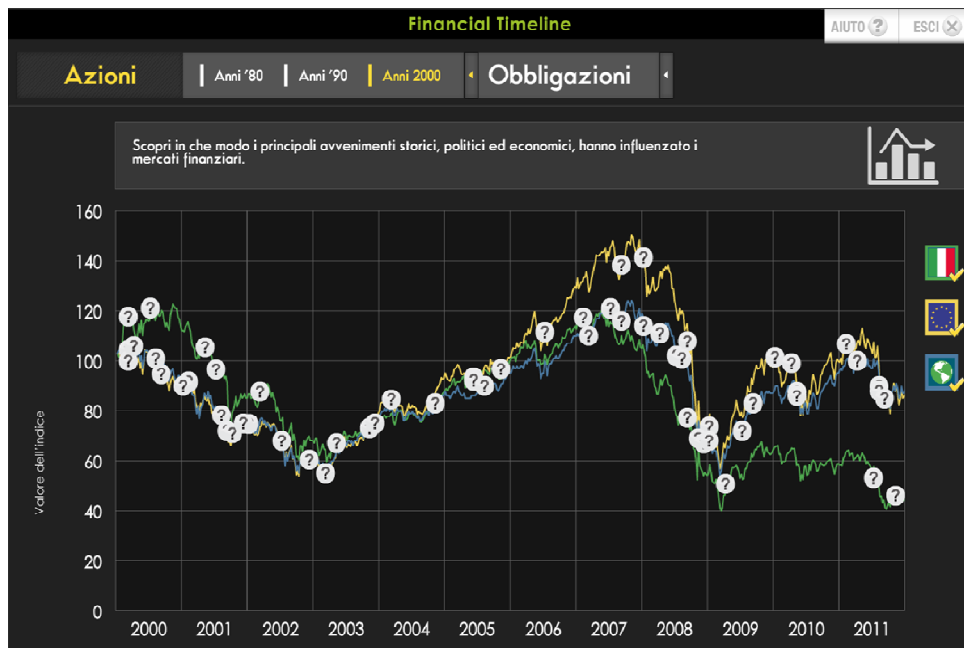 Financial Timeline
AIUTO ?
ESCI
Azioni
Anni '80
Anni '90
Anni 2000
Obbligazioni
Scopri in che modo i principali avvenimenti storici, politici ed economici, hanno influenzato i
mercati finanziari.
160
140
120
100
80
60
40
20
0
Valore dell'indice
2000 2001 2002 2003 2004 2005 2006 2007 2008 2009 2010 2011